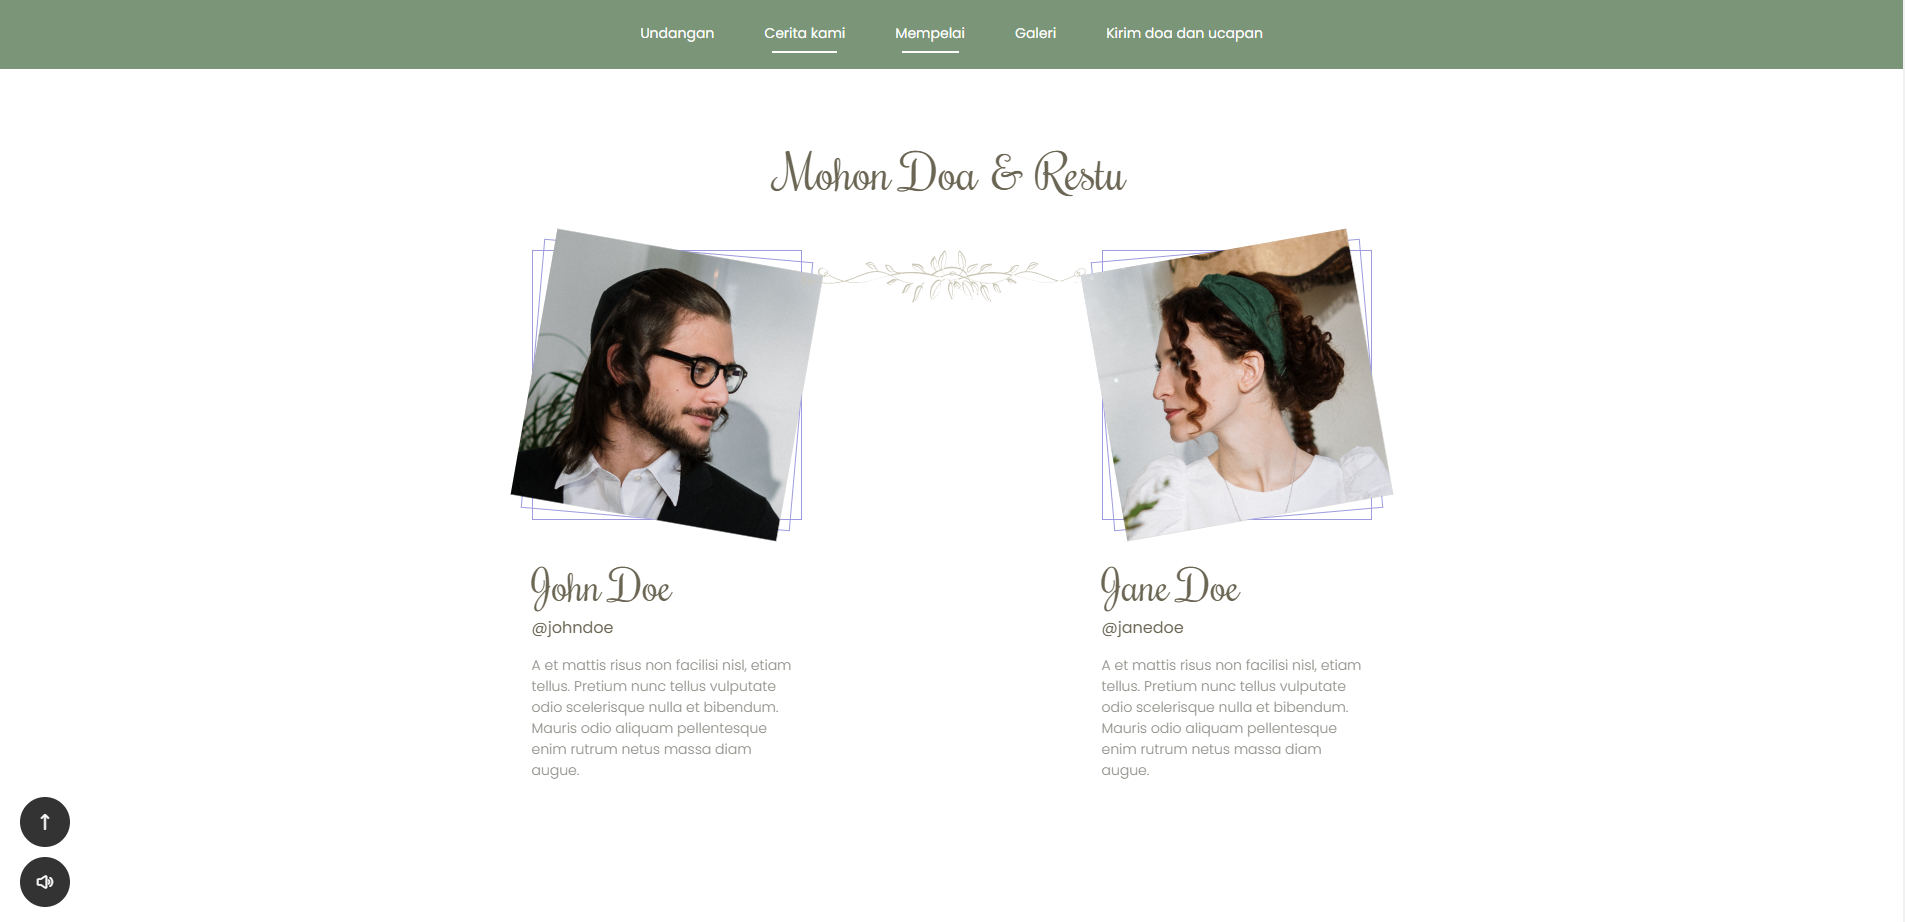 Undangan Cerita kami Mempelai Galeri Kirim doa dan ucapan
Mohon Doa & Restu
John Doe
@johndoe
A et mattis risus non facilisi nisl, etiam
tellus. Pretium nunc tellus vulputate
odio scelerisque nulla et bibendum.
Mauris odio aliquam pellentesque
enim rutrum netus massa diam
augue.
Jane Doe
@janedoe
A et mattis risus non facilisi nisl, etiam
tellus. Pretium nunc tellus vulputate
odio scelerisque nulla et bibendum.
Mauris odio aliquam pellentesque
enim rutrum netus massa diam
augue.